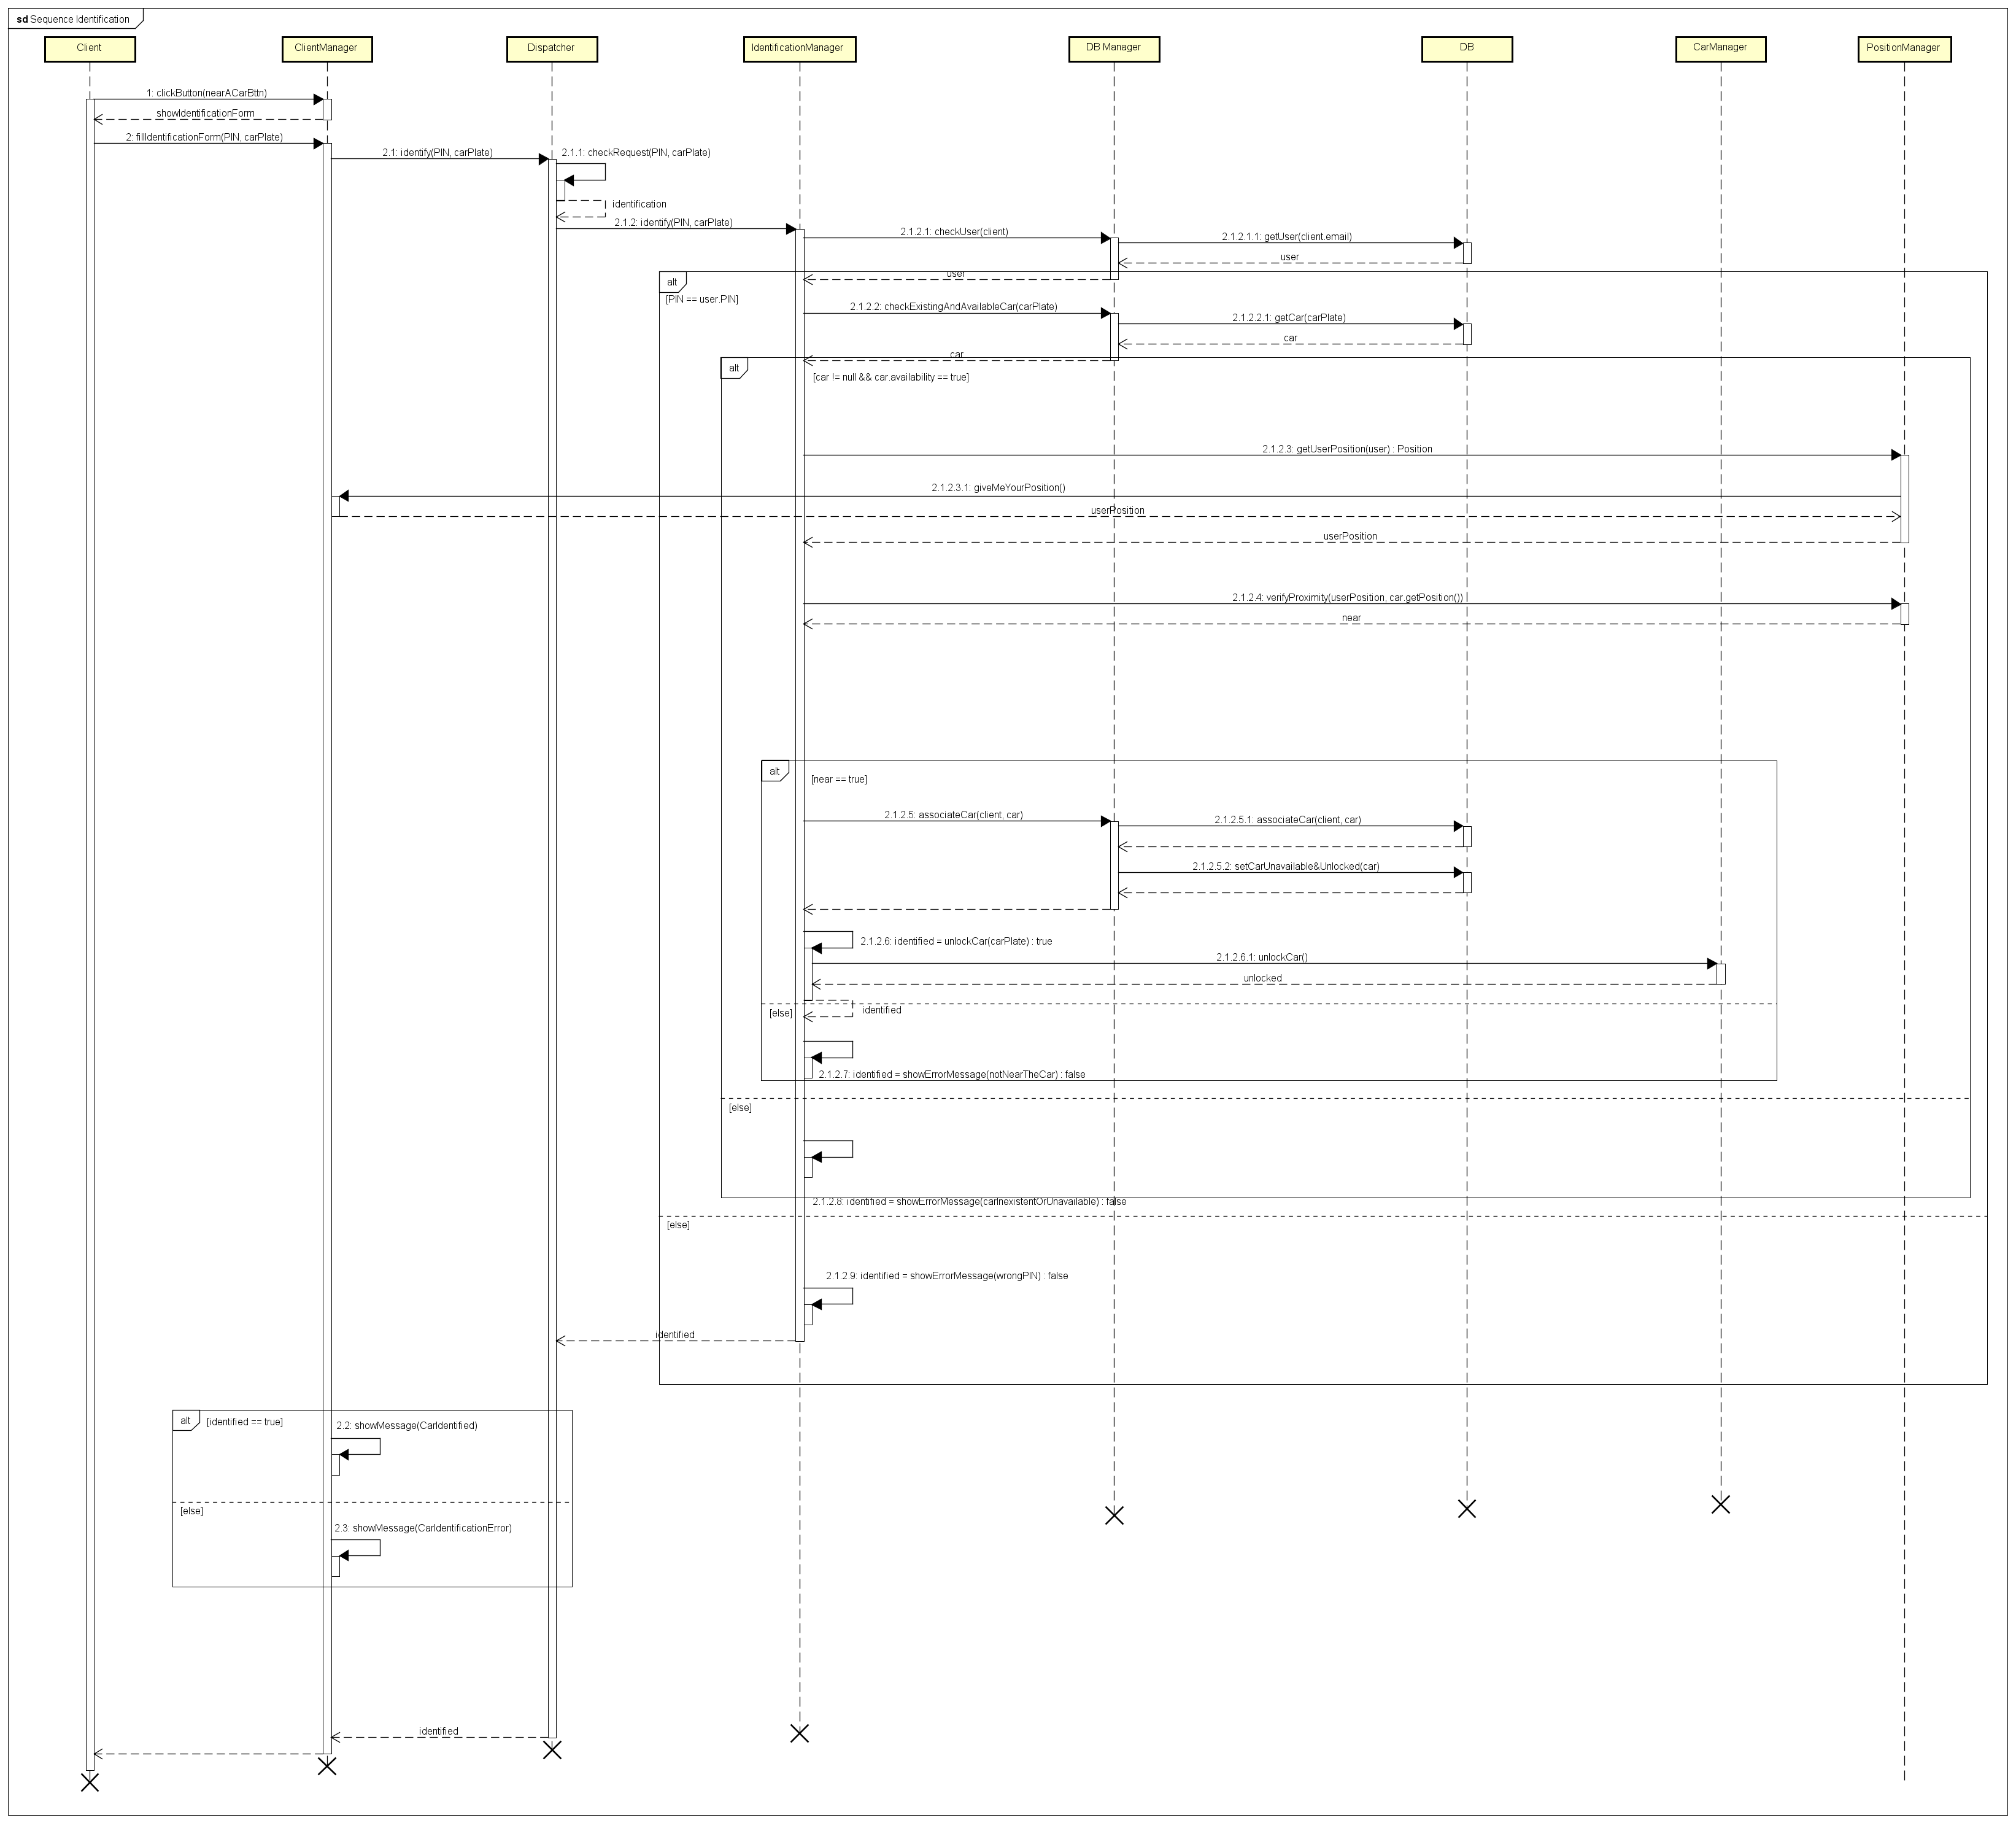 sd Sequence Identification
Client
ClientManager
Dispatcher
IdentificationManager
DB Manager
DB
CarManager
PositionManager
1: clickButton(nearACarBttn)
showIdentificationForm
2: fillIdentificationForm(PIN, carPlate)
2.1: identify(PIN, carPlate)
2.1.1: checkRequest(PIN, carPlate)
identification
2.1.2: identify(PIN, carPlate)
2.1.2.1: checkUser(client)
2.1.2.1.1: getUser(client.email)
user
user
alt
[PIN == user.PIN]
2.1.2.2: checkExistingAndAvailableCar(carPlate)
2.1.2.2.1: getCar(carPlate)
car
car
alt
[car != null && car.availability == true]
2.1.2.3: getUserPosition(user) : Position
2.1.2.3.1: giveMeYourPosition()
userPosition
userPosition
2.1.2.4: verifyProximity(userPosition, car.getPosition())
near
alt
[near == true]
2.1.2.5: associateCar(client, car)
2.1.2.5.1: associateCar(client, car)
2.1.2.5.2: setCarUnavailable&Unlocked(car)
2.1.2.6: identified = unlockCar(carPlate) : true
2.1.2.6.1: unlockCar()
unlocked
[else]
identified
2.1.2.7: identified = showErrorMessage(notNearTheCar) : false
[else]
2.1.2.8: identified = showErrorMessage(carInexistentOrUnavailable) : false
[else]
2.1.2.9: identified = showErrorMessage(wrongPIN) : false
identified
alt
[identified == true]
2.2: showMessage(CarIdentified)
[else]
2.3: showMessage(CarIdentificationError)
identified